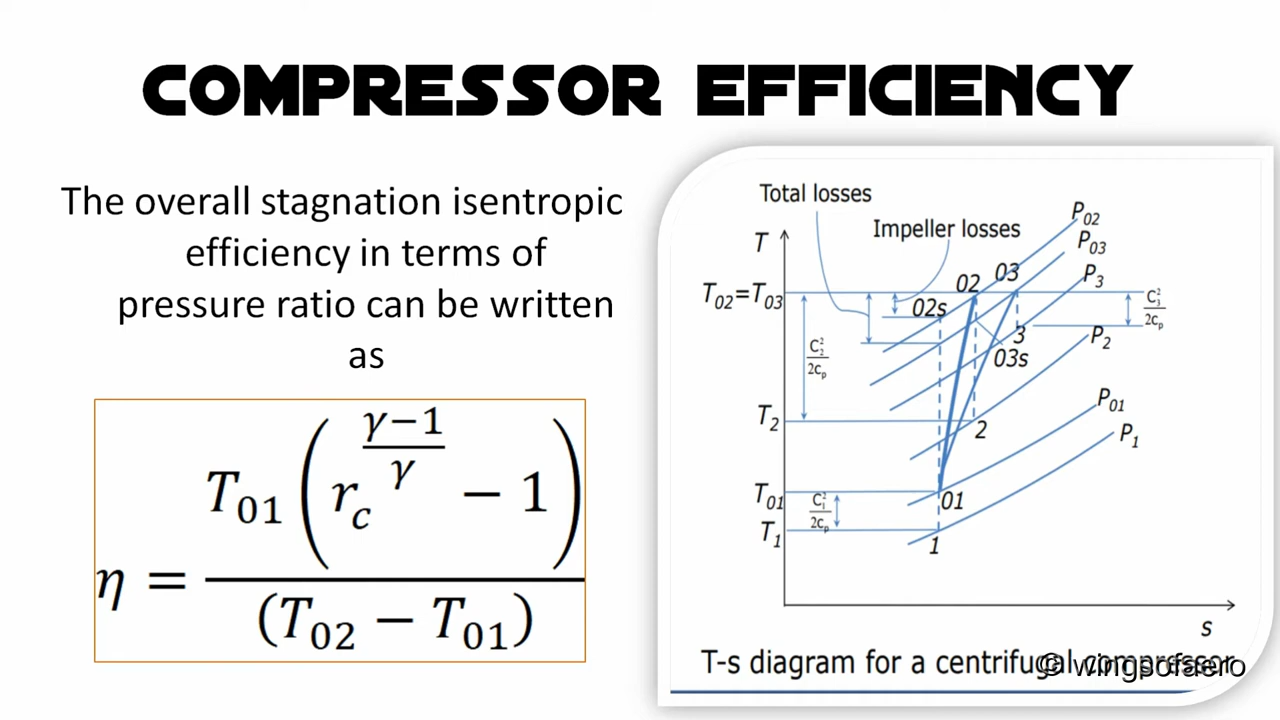 COMPRESSOR EFFICIENCY
The overall stagnation isentropic
efficiency in terms of
pressure ratio can be written
as
η = T₀₁ (r_c^((γ−1)/γ) − 1) / (T₀₂ − T₀₁)
Total losses
Impeller losses
T
P₀₂
P₀₃
P₃
T₀₂=T₀₃
02
03
02s
C₃²/2cₚ
3
P₂
C₂²/2cₚ
03s
T₂
2
P₀₁
P₁
T₀₁
C₁²/2cₚ
01
T₁
1
s
T-s diagram for a centrifugal compressor
© wingsofaero